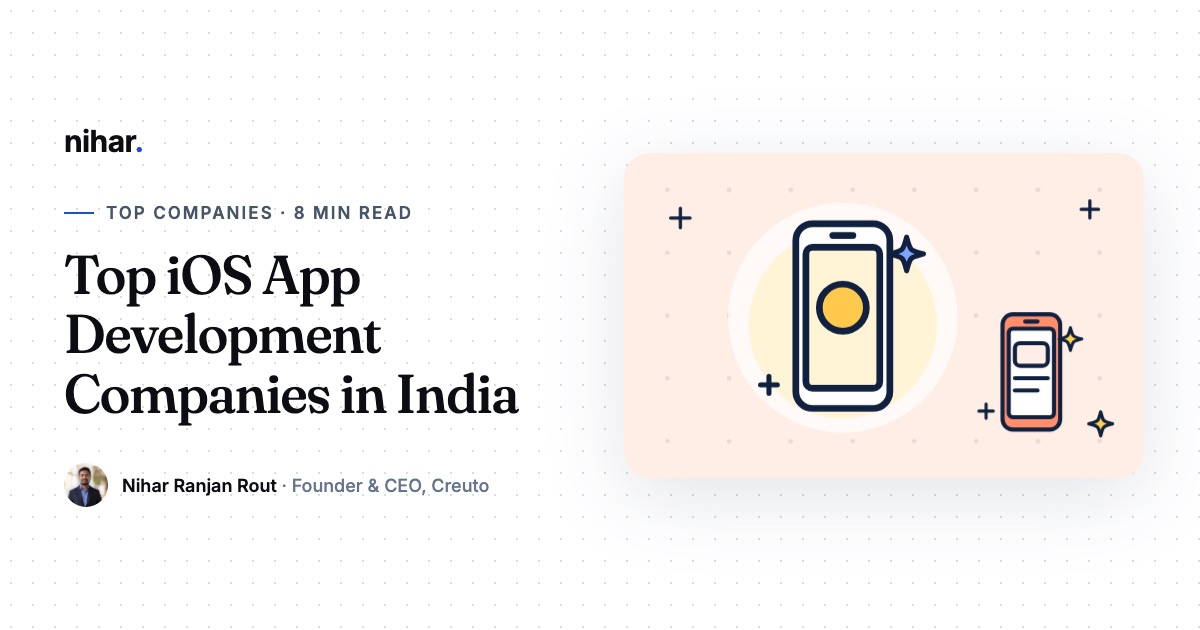 nihar.
TOP COMPANIES · 8 MIN READ
Top iOS App
Development
Companies in India
Nihar Ranjan Rout · Founder & CEO, Creuto